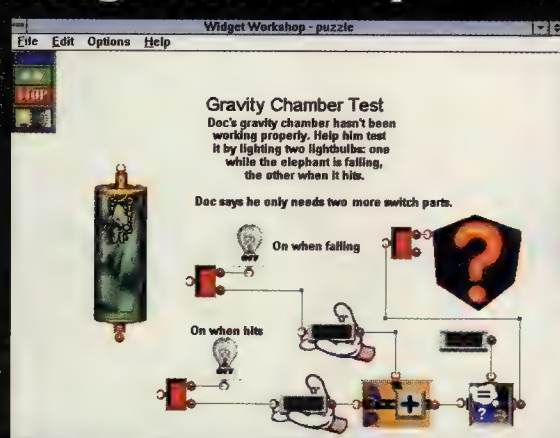 Widget Workshop - puzzle
File Edit Options Help
Gravity Chamber Test
Doc's gravity chamber hasn't been
working properly. Help him test
it by lighting two lightbulbs: one
while the elephant is falling,
the other when it hits.
Doc says he only needs two more switch parts.
On when falling
?
On when hits
+
=
?